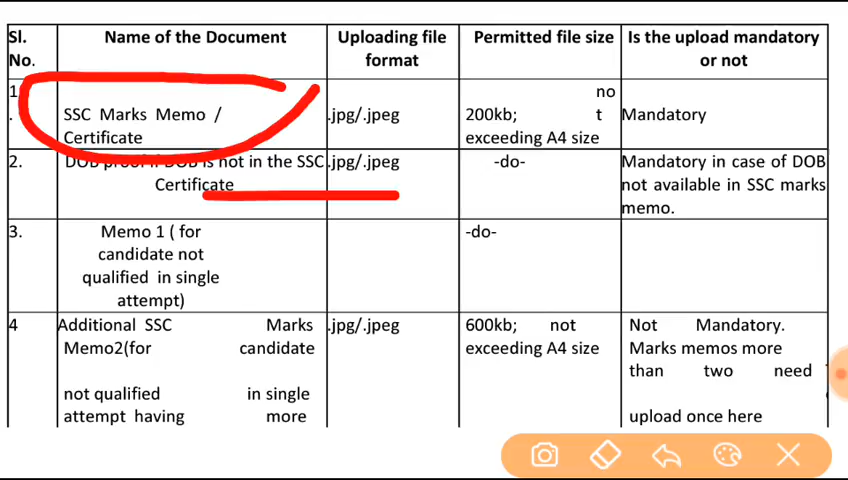 Sl. No.
Name of the Document
Uploading file format
Permitted file size
Is the upload mandatory or not
1.
SSC Marks Memo /
Certificate
.jpg/.jpeg
no
200kb; t
exceeding A4 size
Mandatory
2.
DOB proof if DOB is not in the SSC
Certificate
.jpg/.jpeg
-do-
Mandatory in case of DOB
not available in SSC marks
memo.
3.
Memo 1 ( for
candidate not
qualified in single
attempt)
-do-
4
Additional SSC Marks
Memo2(for candidate
not qualified in single
attempt having more
.jpg/.jpeg
600kb; not
exceeding A4 size
Not Mandatory.
Marks memos more
than two need
upload once here